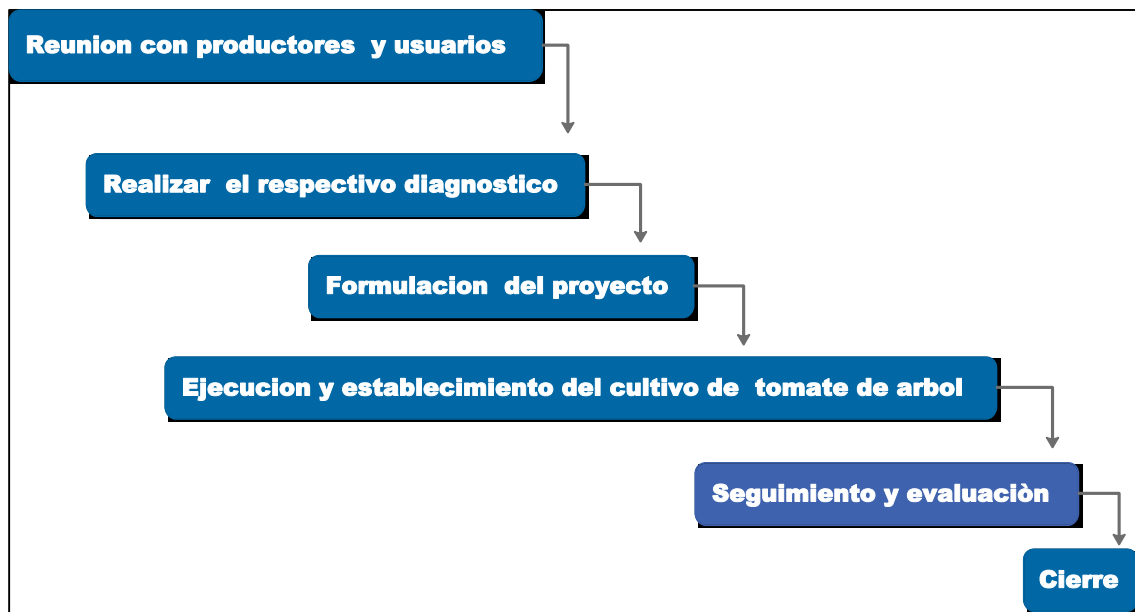 Reunion con productores y usuarios
Realizar el respectivo diagnostico
Formulacion del proyecto
Ejecucion y establecimiento del cultivo de tomate de arbol
Seguimiento y evaluaciòn
Cierre